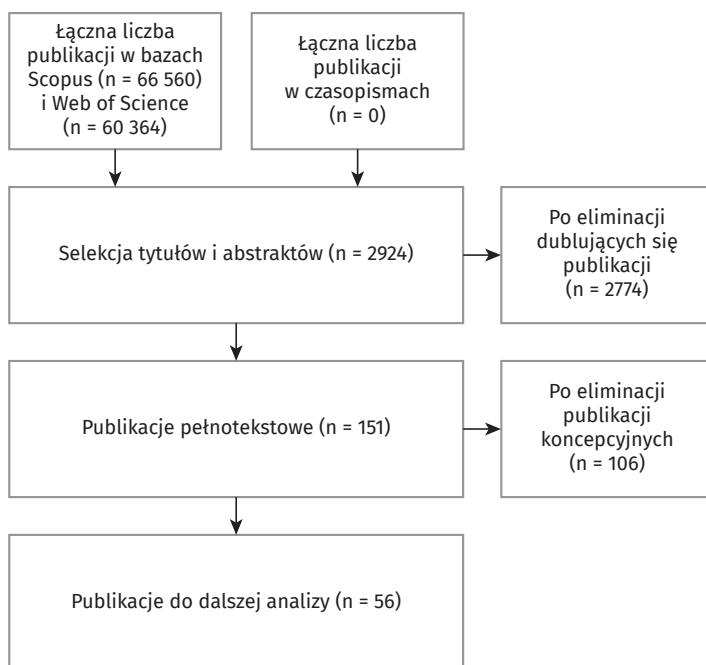 Łączna liczba
publikacji w bazach
Scopus (n = 66 560)
i Web of Science
(n = 60 364)
Łączna liczba
publikacji
w czasopismach
(n = 0)
Selekcja tytułów i abstraktów (n = 2924)
Po eliminacji
dublujących się
publikacji
(n = 2774)
Publikacje pełnotekstowe (n = 151)
Po eliminacji
publikacji
koncepcyjnych
(n = 106)
Publikacje do dalszej analizy (n = 56)